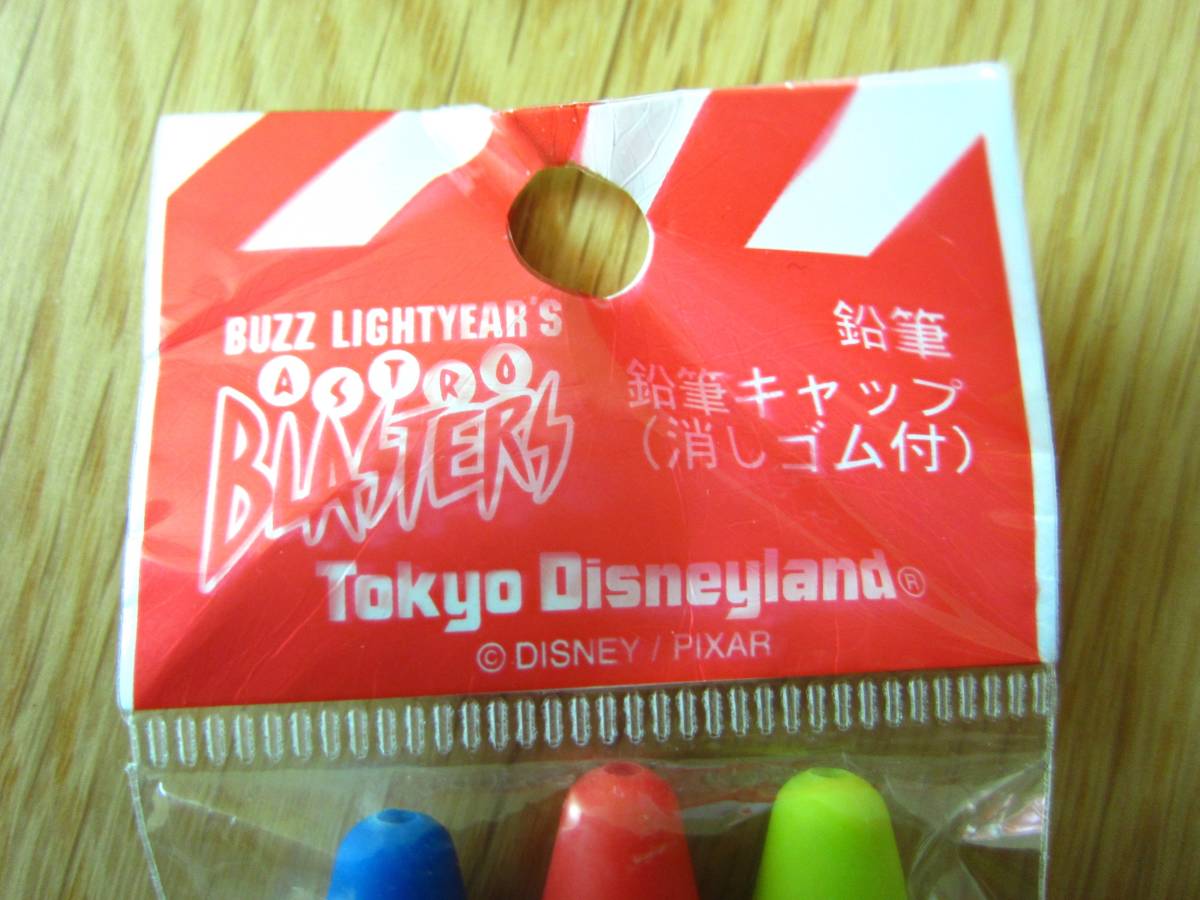 BUZZ LIGHTYEAR'S
ASTRO
BLASTERS
鉛筆
鉛筆キャップ
(消しゴム付)
Tokyo Disneyland®
© DISNEY / PIXAR